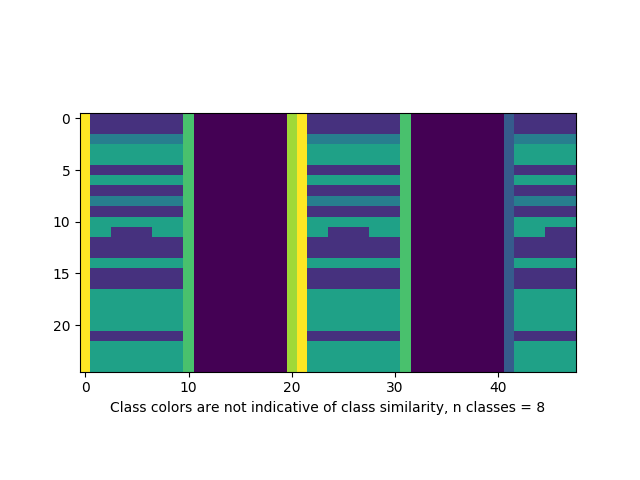 0
5
10
15
20
0 10 20 30 40
Class colors are not indicative of class similarity, n classes = 8